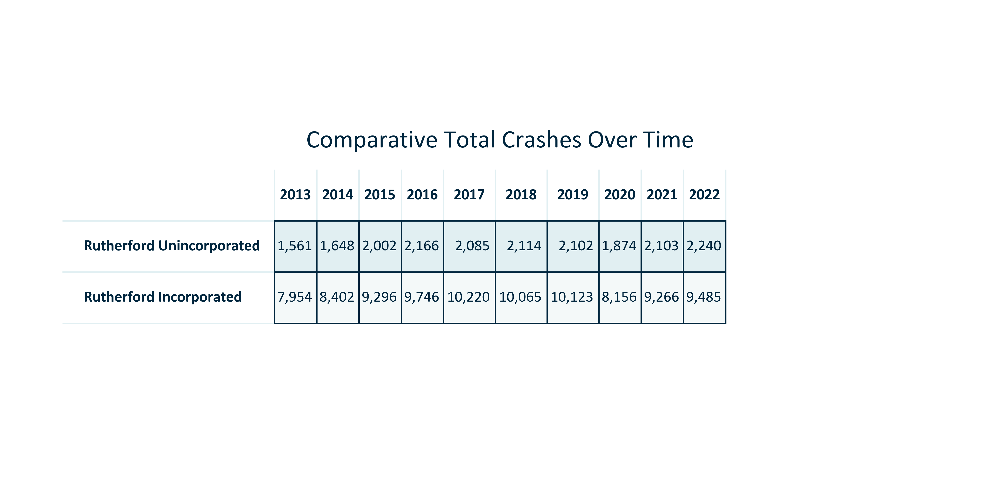 Comparative Total Crashes Over Time
2013 2014 2015 2016 2017 2018 2019 2020 2021 2022
Rutherford Unincorporated 1,561 1,648 2,002 2,166 2,085 2,114 2,102 1,874 2,103 2,240
Rutherford Incorporated 7,954 8,402 9,296 9,746 10,220 10,065 10,123 8,156 9,266 9,485